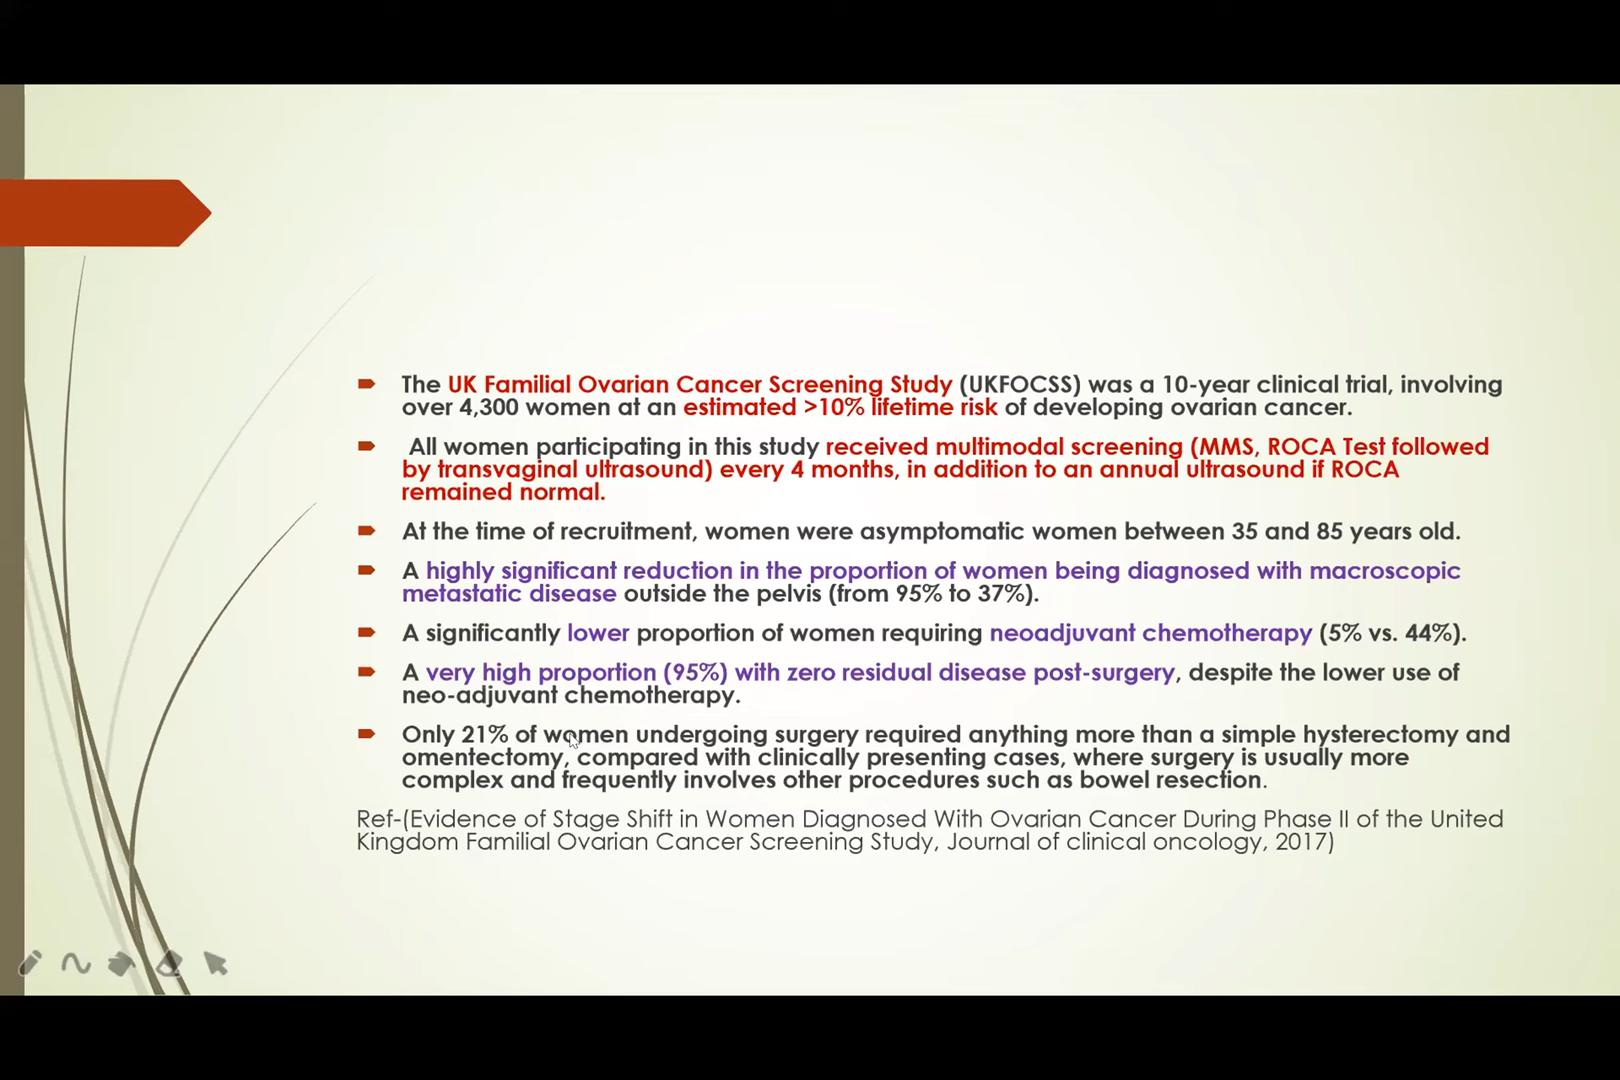 The UK Familial Ovarian Cancer Screening Study (UKFOCSS) was a 10-year clinical trial, involving
over 4,300 women at an estimated >10% lifetime risk of developing ovarian cancer.
All women participating in this study received multimodal screening (MMS, ROCA Test followed
by transvaginal ultrasound) every 4 months, in addition to an annual ultrasound if ROCA
remained normal.
At the time of recruitment, women were asymptomatic women between 35 and 85 years old.
A highly significant reduction in the proportion of women being diagnosed with macroscopic
metastatic disease outside the pelvis (from 95% to 37%).
A significantly lower proportion of women requiring neoadjuvant chemotherapy (5% vs. 44%).
A very high proportion (95%) with zero residual disease post-surgery, despite the lower use of
neo-adjuvant chemotherapy.
Only 21% of women undergoing surgery required anything more than a simple hysterectomy and
omentectomy, compared with clinically presenting cases, where surgery is usually more
complex and frequently involves other procedures such as bowel resection.
Ref-(Evidence of Stage Shift in Women Diagnosed With Ovarian Cancer During Phase II of the United
Kingdom Familial Ovarian Cancer Screening Study, Journal of clinical oncology, 2017)